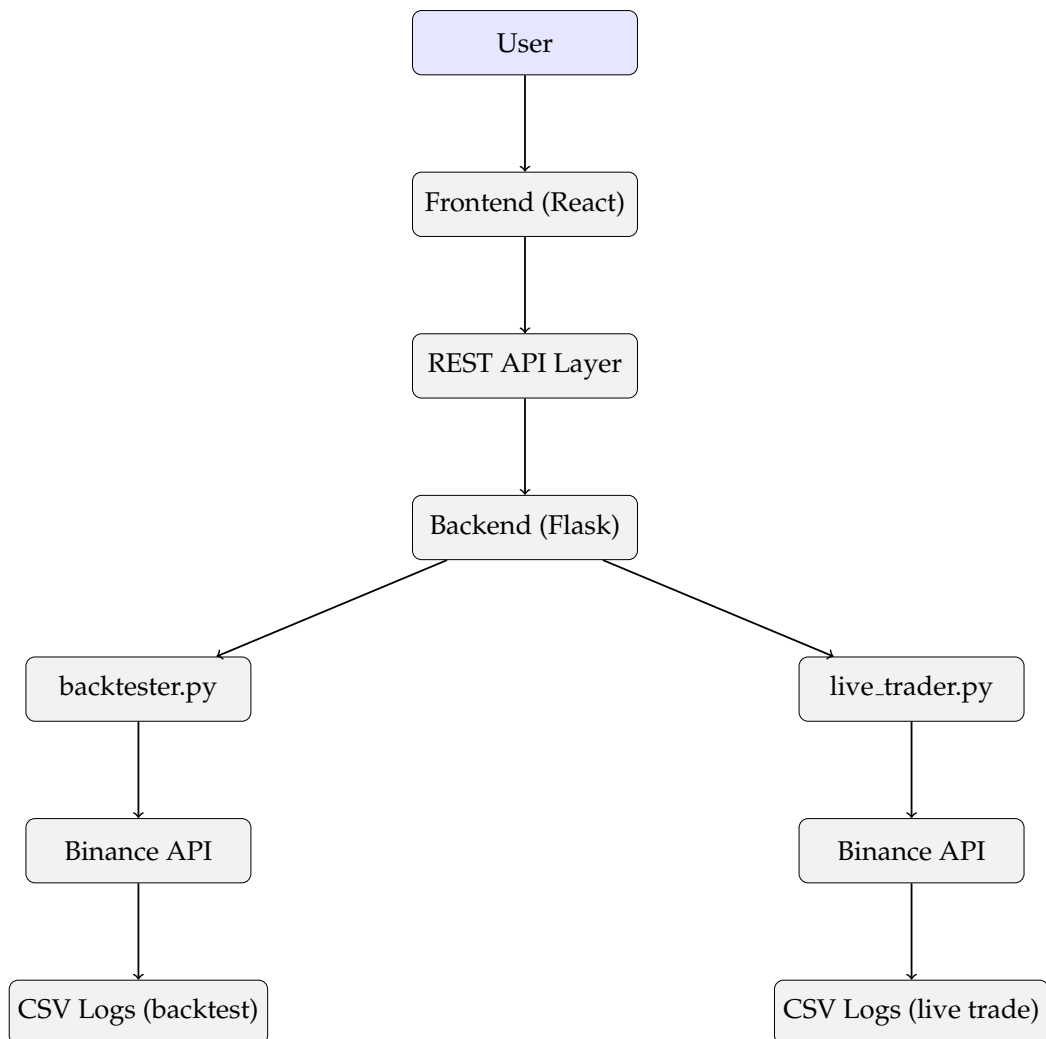 User
Frontend (React)
REST API Layer
Backend (Flask)
backtester.py
live_trader.py
Binance API
Binance API
CSV Logs (backtest)
CSV Logs (live trade)